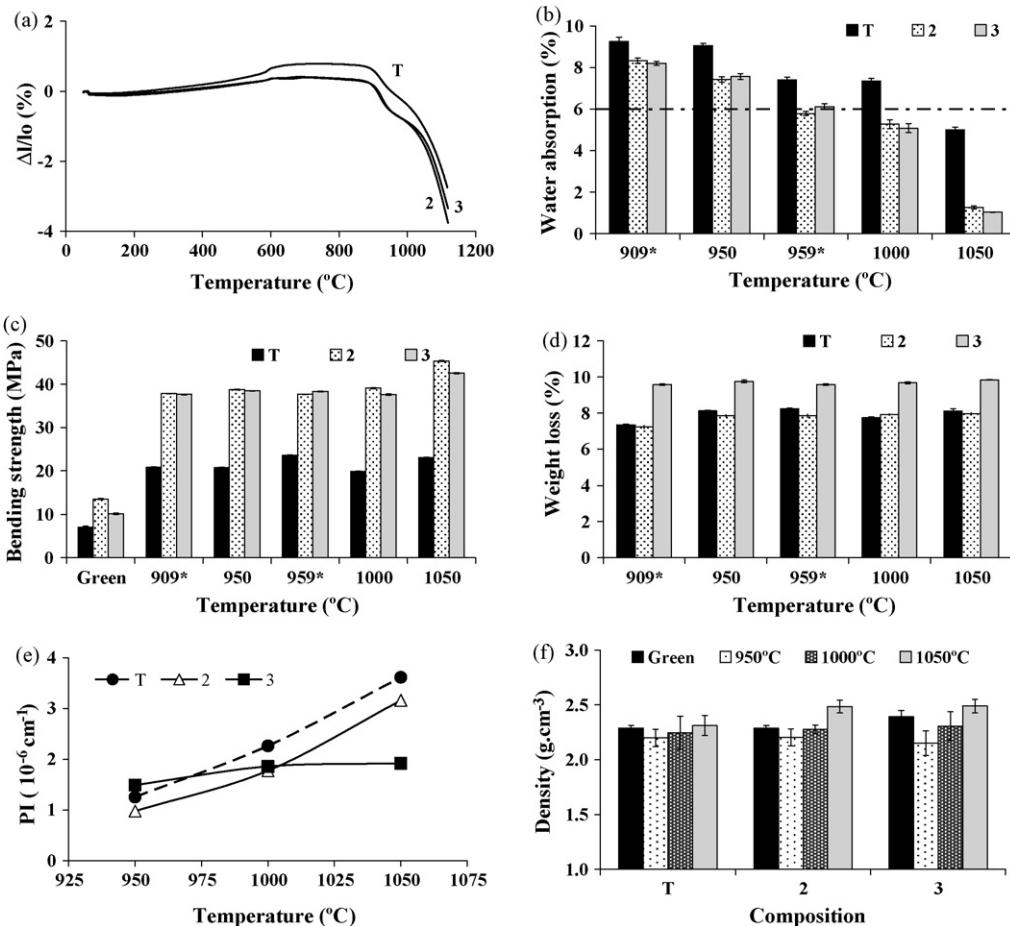 (a)
2
0
-2
-4
Δl/lo (%)
0 200 400 600 800 1000 1200
Temperature (ºC)
T
2 3
(b)
10
8
6
4
2
0
Water absorption (%)
T 2 3
909* 950 959* 1000 1050
Temperature (ºC)
(c)
50
40
30
20
10
0
Bending strength (MPa)
T 2 3
Green 909* 950 959* 1000 1050
Temperature (ºC)
(d)
12
10
8
6
4
2
0
Weight loss (%)
T 2 3
909* 950 959* 1000 1050
Temperature (ºC)
(e)
4
3
2
1
0
PI ( 10⁻⁶ cm⁻¹)
T 2 3
925 950 975 1000 1025 1050 1075
Temperature (ºC)
(f)
3.0
2.5
2.0
1.5
1.0
Density (g.cm⁻³)
Green 950ºC 1000ºC 1050ºC
T 2 3
Composition